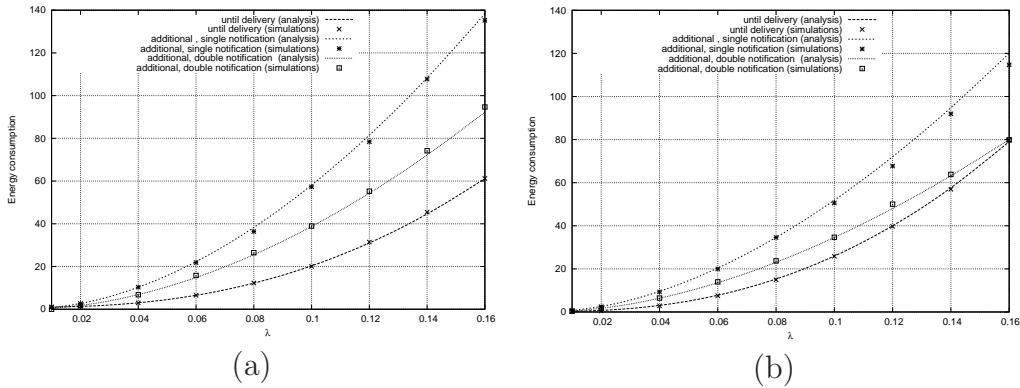 140
120
100
80
60
40
20
0
Energy consumption
until delivery (analysis)
until delivery (simulations)
additional , single notification (analysis)
additional, single notification (simulations)
additional, double notification (analysis)
additional, double notification (simulations)
0.02 0.04 0.06 0.08 0.1 0.12 0.14 0.16
λ
(a)
140
120
100
80
60
40
20
0
Energy consumption
until delivery (analysis)
until delivery (simulations)
additional , single notification (analysis)
additional, single notification (simulations)
additional, double notification (analysis)
additional, double notification (simulations)
0.02 0.04 0.06 0.08 0.1 0.12 0.14 0.16
λ
(b)